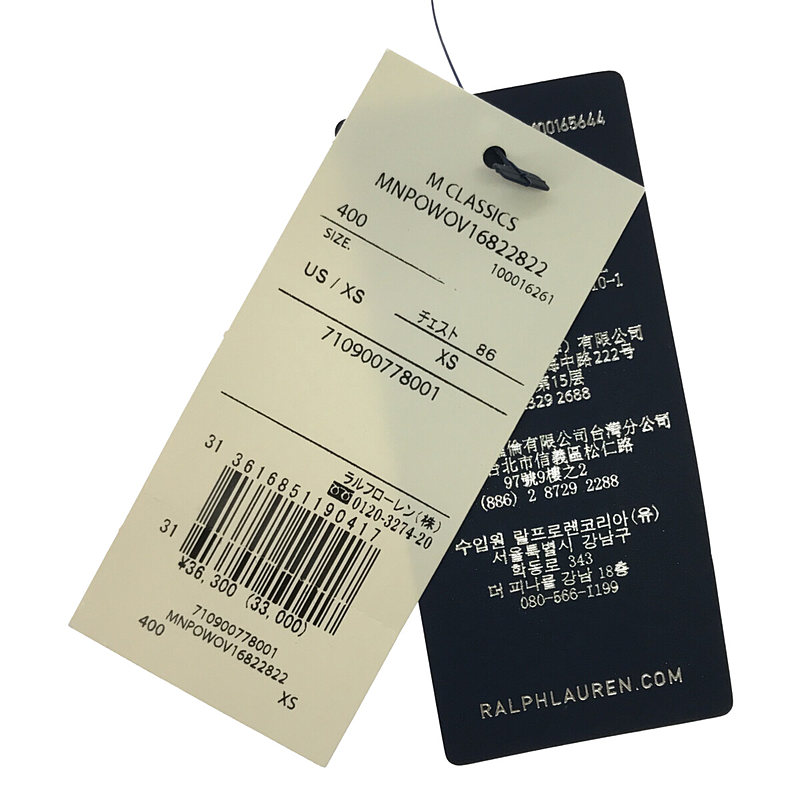 M CLASSICS
MNPOWOV16822822
400
100016261
SIZE.
US / XS
チェスト 86
XS
710900778001
ラルフローレン(株)
0120-3274-20
31 3616851190417
31
¥36,300 (33,000)
710900778001
MNPOWOV16822822
400
XS
00165644
0-1
有限公司
中路222号
第15层
329 2688
倫有限公司台灣分公司
台北市信義區松仁路
97號9樓之2
(886) 2 8729 2288
수입원 랄프로렌코리아(유)
서울특별시 강남구
학동로 343
더 피나클 강남 18층
080-566-1199
RALPHLAUREN.COM